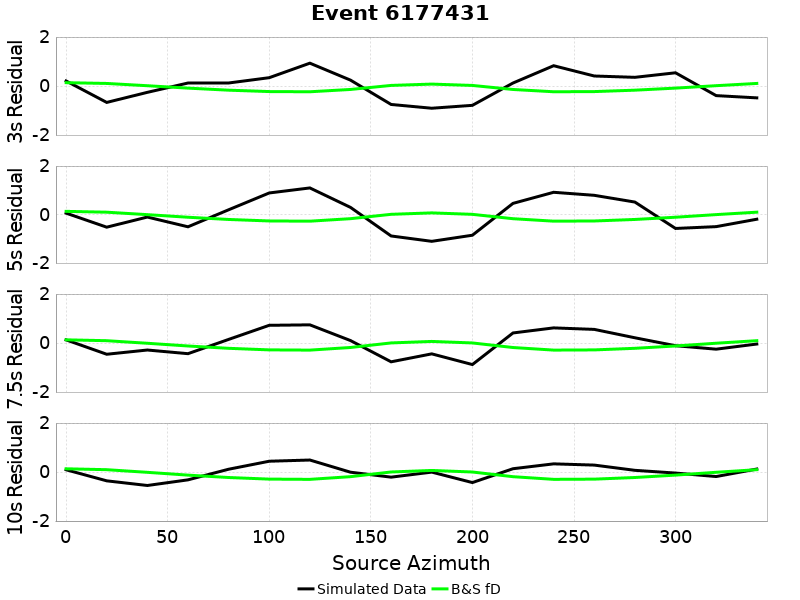 Event 6177431
3s Residual
2
0
-2
5s Residual
2
0
-2
7.5s Residual
2
0
-2
10s Residual
2
0
-2
0 50 100 150 200 250 300
Source Azimuth
Simulated Data B&S fD